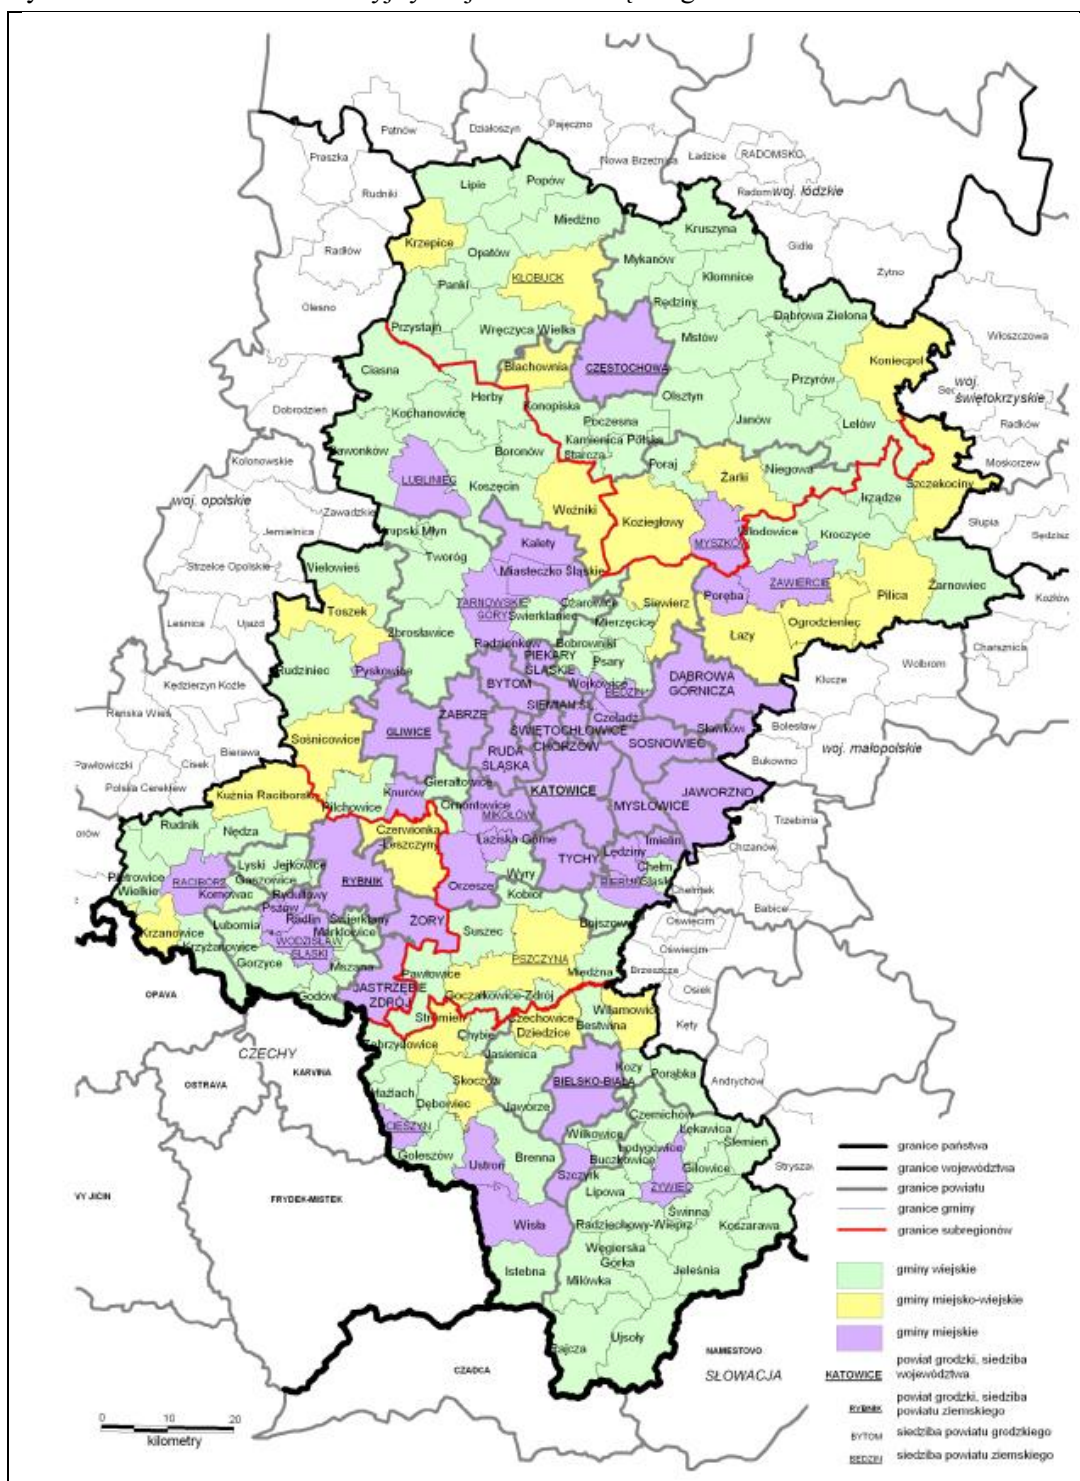 Patnów
Działoszyn
Pajęczno
Praszka
Rudniki
Nowa Brzeźnica
Ładzice
RADOMSKO
woj. łódzkie
Lipie
Popów
Miedźno
Kruszyna
Gidle
Żytno
Radłów
Krzepice
Opatów
KŁOBUCK
Mykanów
Kłomnice
Olesno
Panki
Rędziny
Dąbrowa Zielona
Włoszczowa
Przystajń
Wręczyca Wielka
Mstów
Koniecpol
Ciasna
Blachownia
CZĘSTOCHOWA
Przyrów
woj.
świętokrzyskie
Dobrodzień
Kochanowice
Herby
Konopiska
Olsztyn
Janów
Lelów
Radków
Poczesna
Kamienica Polska
Starcza
Boronów
Poraj
Żarki
Niegowa
Moskorzew
Kolonowskie
LUBLINIEC
Koszęcin
Irządze
Szczekociny
woj. opolskie
Zawadzkie
Woźniki
Koziegłowy
MYSZKÓW
Włodowice
Kroczyce
Słupia
Jemielnica
Kalety
Tworóg
Strzelce Opolskie
Wielowieś
Miasteczko Śląskie
Poręba
ZAWIERCIE
Pilica
Żarnowiec
Toszek
TARNOWSKIE
GÓRY
Świerklaniec
Ożarowice
Mierzęcice
Siewierz
Łazy
Ogrodzieniec
Leśnica
Ujazd
Zbrosławice
Radzionków
Bobrowniki
Psary
Charsznica
Rudziniec
Pyskowice
PIEKARY
ŚLĄSKIE
BYTOM
Wojkowice
BĘDZIN
DĄBROWA
GÓRNICZA
Klucze
Wolbrom
Kędzierzyn Koźle
ZABRZE
SIEMIAN.ŚL.
Czeladź
Sławków
Bolesław
GLIWICE
ŚWIĘTOCHŁOWICE
CHORZÓW
SOSNOWIEC
Sośnicowice
RUDA
ŚLĄSKA
Bukowno
woj. małopolskie
Bierawa
Cisek
Pawłowiczki
Polska Cerekiew
Gierałtowice
KATOWICE
JAWORZNO
Kuźnia Raciborska
Pilchowice
Knurów
Ornontowice
MIKOŁÓW
MYSŁOWICE
Trzebinia
Rudnik
Nędza
Czerwionka
-Leszczyny
Łaziska Górne
TYCHY
Lędziny
Imielin
Chrzanów
Lyski
Jejkowice
Gaszowice
RYBNIK
Orzesze
Wyry
Kobiór
Chełm
Śląski
BIERUŃ
Chełmek
Babice
Pietrowice
Wielkie
RACIBÓRZ
Kornowac
Rydułtowy
Pszów
Radlin
Świerklany
Marklowice
ŻORY
Suszec
Bojszowy
Oświęcim
Oświęcim
Krzanowice
Krzyżanowice
Lubomia
WODZISŁAW
ŚLĄSKI
Gorzyce
Mszana
Pawłowice
PSZCZYNA
Miedźna
Brzeszcze
Osiek
OPAVA
Godów
JASTRZĘBIE
ZDRÓJ
Goczałkowice-Zdrój
Strumień
Czechowice
Dziedzice
Wilamowice
Bestwina
Kęty
CZECHY
Zebrzydowice
Chybie
Jasienica
OSTRAVA
KARVINA
Hażlach
Skoczów
Dębowiec
BIELSKO-BIAŁA
Kozy
Porąbka
Andrychów
Jaworze
Czernichów
CIESZYN
Goleszów
Ustroń
Brenna
Wilkowice
Buczkowice
Szczyrk
Łodygowice
Łękawica
Ślemień
Gilowice
ŻYWIEC
VY JICIN
FRYDEK-MISTEK
Lipowa
Świnna
Wisła
Radziechowy-Wieprz
Koszarawa
Istebna
Węgierska
Górka
Milówka
Jeleśnia
Rajcza
Ujsoły
CZADCA
NAMESTOVO
SŁOWACJA
granice państwa
granice województwa
granice powiatu
granice gminy
granice subregionów
gminy wiejskie
gminy miejsko-wiejskie
gminy miejskie
KATOWICE powiat grodzki, siedziba
województwa
RYBNIK powiat grodzki, siedziba
powiatu ziemskiego
BYTOM siedziba powiatu grodzkiego
BĘDZIN siedziba powiatu ziemskiego
0 10 20
kilometry